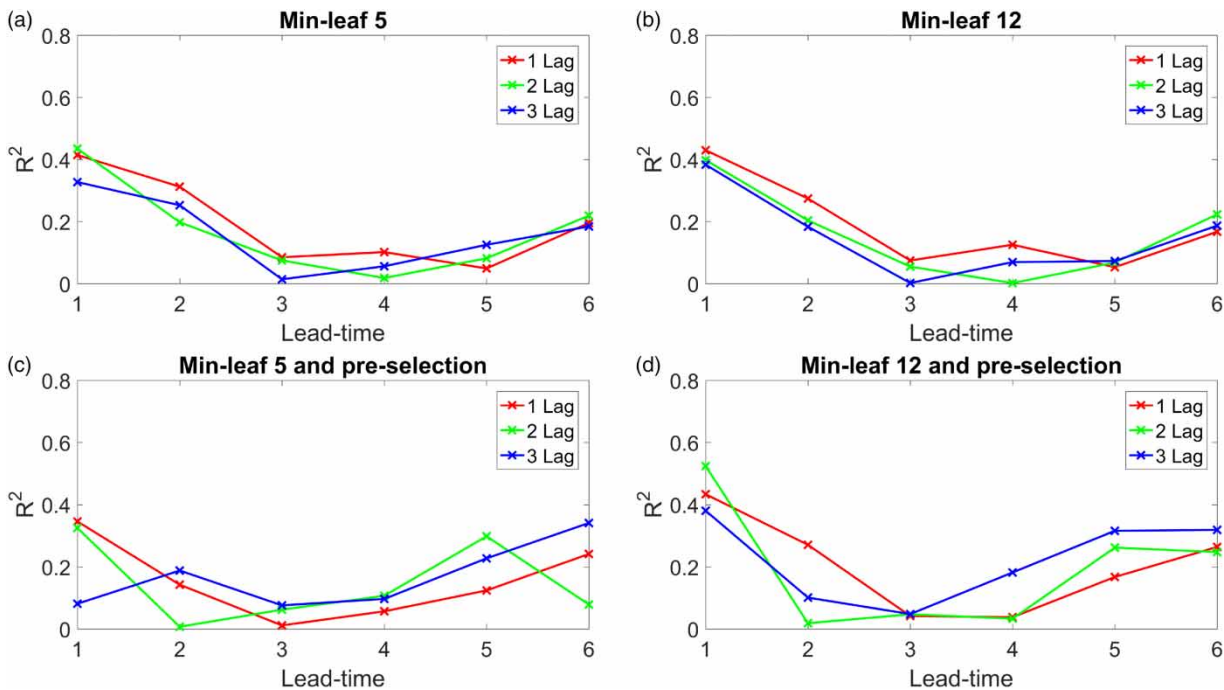 (a)
Min-leaf 5
0.8
0.6
0.4
0.2
0
R²
1 2 3 4 5 6
Lead-time
1 Lag
2 Lag
3 Lag
(b)
Min-leaf 12
0.8
0.6
0.4
0.2
0
R²
1 2 3 4 5 6
Lead-time
1 Lag
2 Lag
3 Lag
(c)
Min-leaf 5 and pre-selection
0.8
0.6
0.4
0.2
0
R²
1 2 3 4 5 6
Lead-time
1 Lag
2 Lag
3 Lag
(d)
Min-leaf 12 and pre-selection
0.8
0.6
0.4
0.2
0
R²
1 2 3 4 5 6
Lead-time
1 Lag
2 Lag
3 Lag